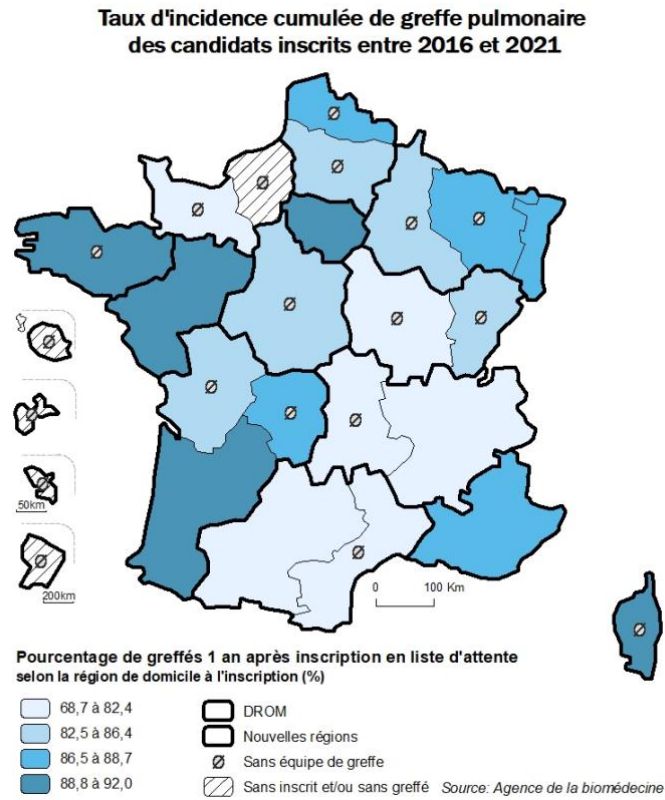 Taux d'incidence cumulée de greffe pulmonaire
des candidats inscrits entre 2016 et 2021
50km
200km
0 100 Km
Pourcentage de greffés 1 an après inscription en liste d'attente
selon la région de domicile à l'inscription (%)
68,7 à 82,4
82,5 à 86,4
86,5 à 88,7
88,8 à 92,0
DROM
Nouvelles régions
Sans équipe de greffe
Sans inscrit et/ou sans greffé
Source: Agence de la biomédecine